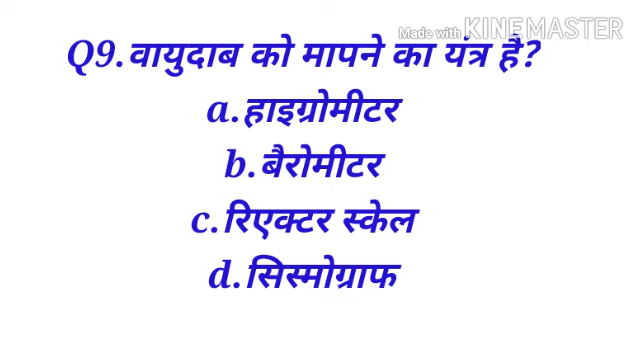 Made with KINEMASTER
Q9.वायुदाब को मापने का यंत्र है?
a.हाइग्रोमीटर
b.बैरोमीटर
c.रिएक्टर स्केल
d.सिस्मोग्राफ